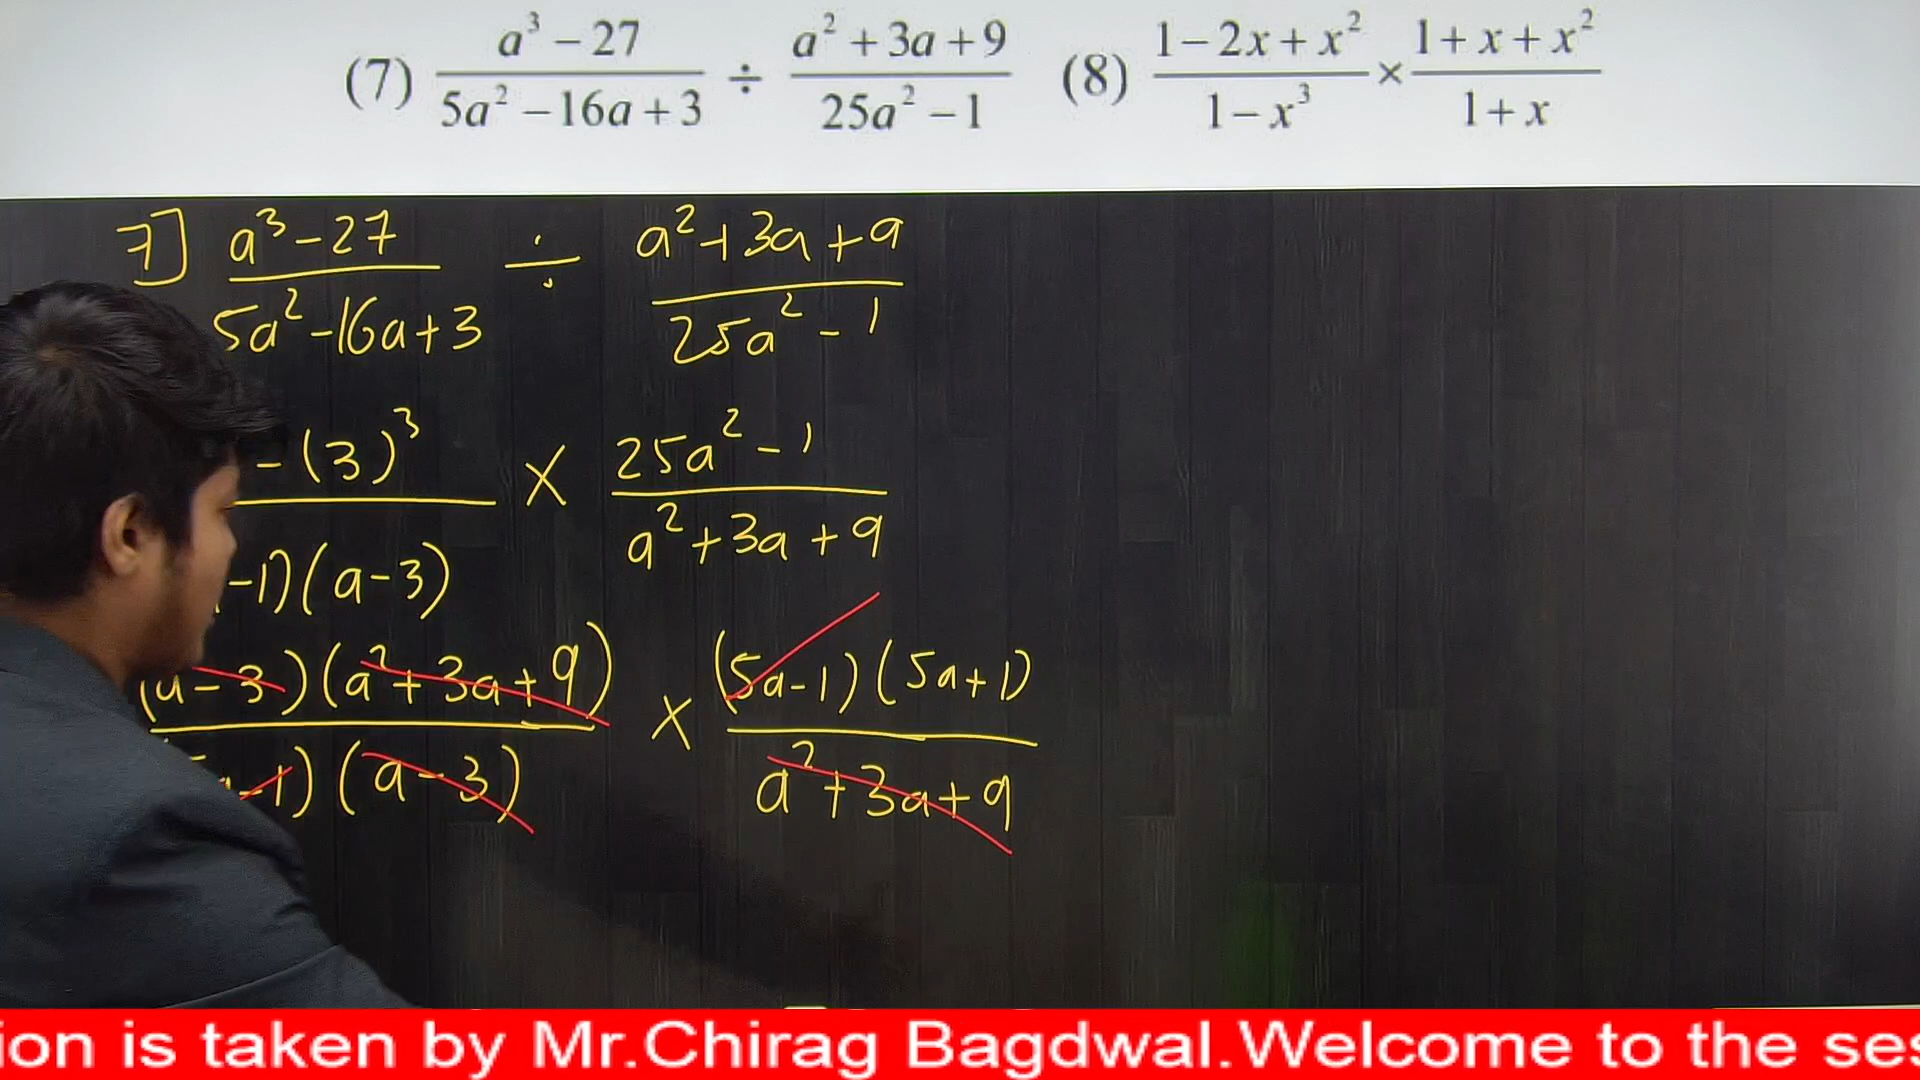 (7) a³ − 27 / 5a² − 16a + 3 ÷ a² + 3a + 9 / 25a² − 1 (8) 1 − 2x + x² / 1 − x³ × 1 + x + x² / 1 + x
7] a³ − 27 / 5a² − 16a + 3 ÷ a² + 3a + 9 / 25a² − 1
− (3)³ / −1)(a − 3) × 25a² − 1 / a² + 3a + 9
(a − 3)(a² + 3a + 9) / −1)(a − 3) × (5a − 1)(5a + 1) / a² + 3a + 9
ion is taken by Mr.Chirag Bagdwal.Welcome to the ses